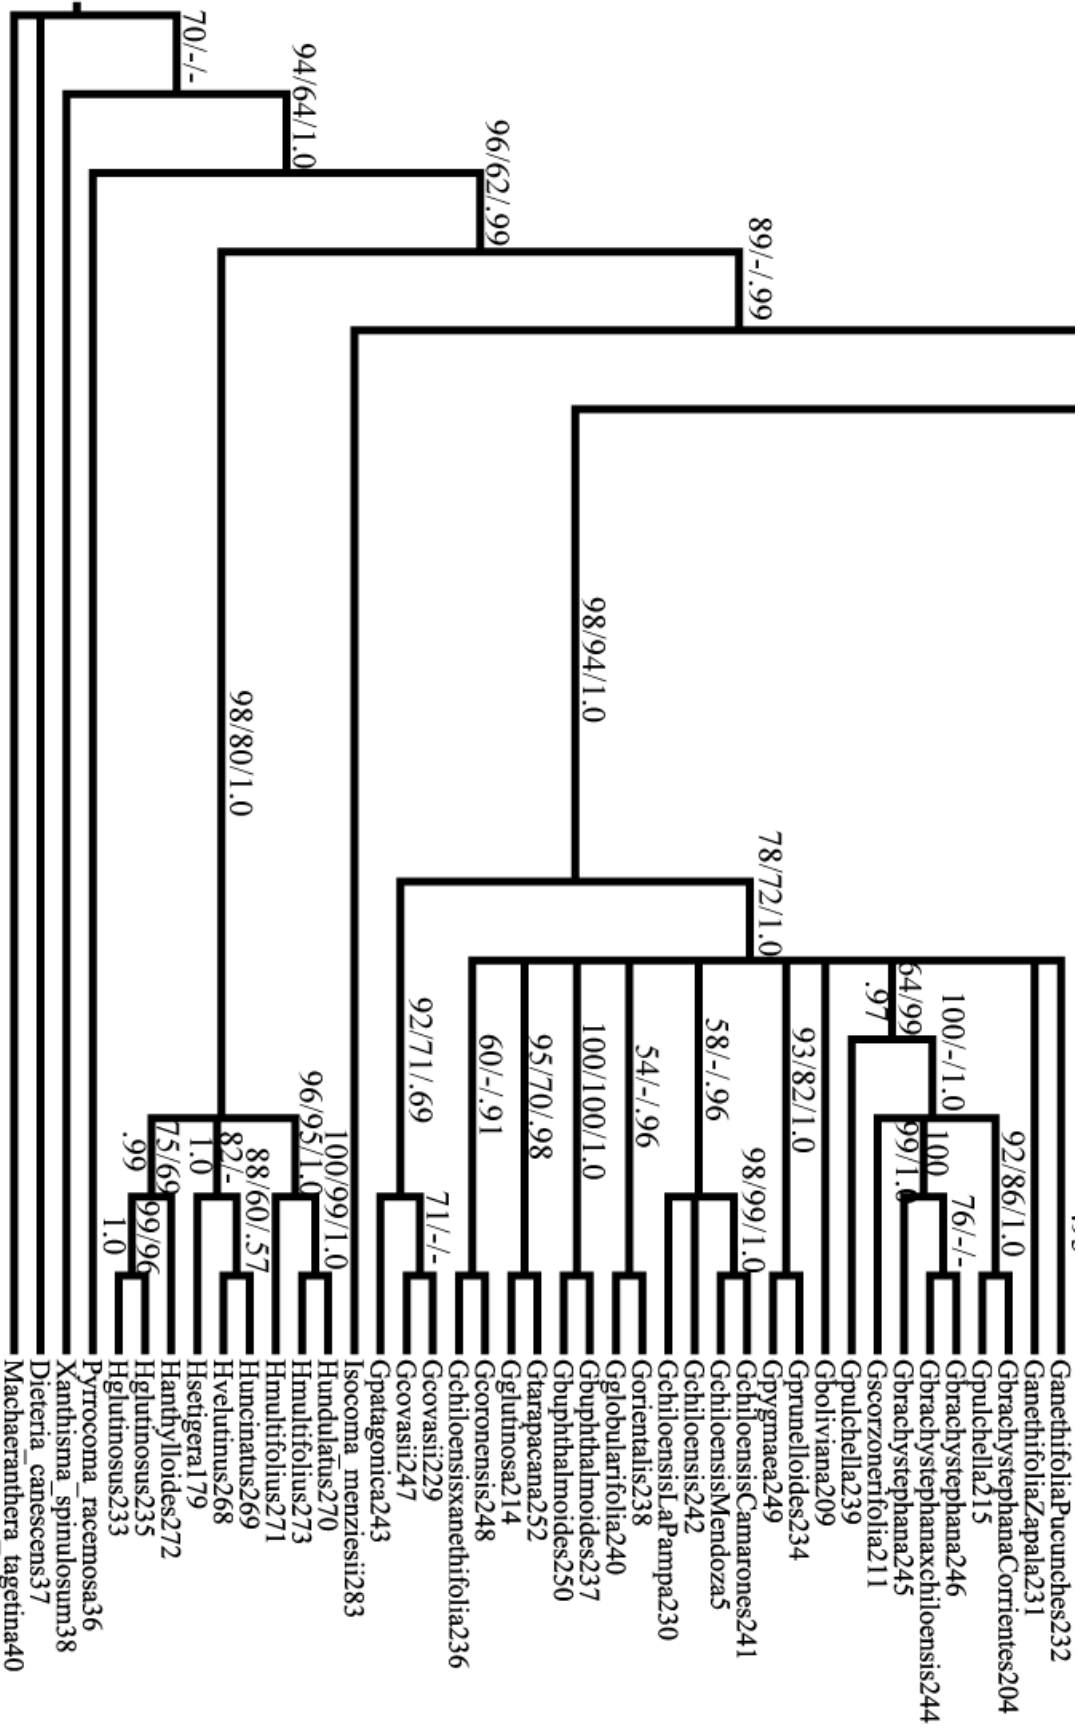 70/-/-
94/64/1.0
96/62/.99
89/-/.99
98/94/1.0
98/80/1.0
78/72/1.0
64/99
.97
100/-/1.0
92/71/.69
60/-/.91
95/70/.98
100/100/1.0
54/-/.96
58/-/.96
93/82/1.0
98/99/1.0
99/1.0
100
76/-/-
92/86/1.0
96/95/1.0
100/99/1.0
71/-/-
75/69
.99
82/-
1.0
88/60/.57
99/96
1.0
GanethifoliaPucunches232
GanethifoliaZapala231
GbrachystephanaCorrientes204
Gpulchella215
Gbrachystephana246
Gbrachystephanaxchiloensis244
Gbrachystephana245
Gscorzonerifolia211
Gpulchella239
Gboliviana209
Gprunelloides234
Gpygmaea249
GchiloensisCamarones241
GchiloensisMendoza5
Gchiloensis242
GchiloensisLaPampa230
Gorientalis238
Gglobularifolia240
Gbuphthalmoides237
Gbuphthalmoides250
Gtarapacana252
Gglutinosa214
Gcoronensis248
Gchiloensisxanethifolia236
Gcovasii229
Gcovasii247
Gpatagonica243
Isocoma_menziesii283
Hundulatus270
Hmultifolius273
Hmultifolius271
Huncinatus269
Hvelutinus268
Hsetigera179
Hanthylloides272
Hglutinosus235
Hglutinosus233
Pyrrocoma_racemosa36
Xanthisma_spinulosum38
Dieteria_canescens37
Machaeranthera_tagetina40